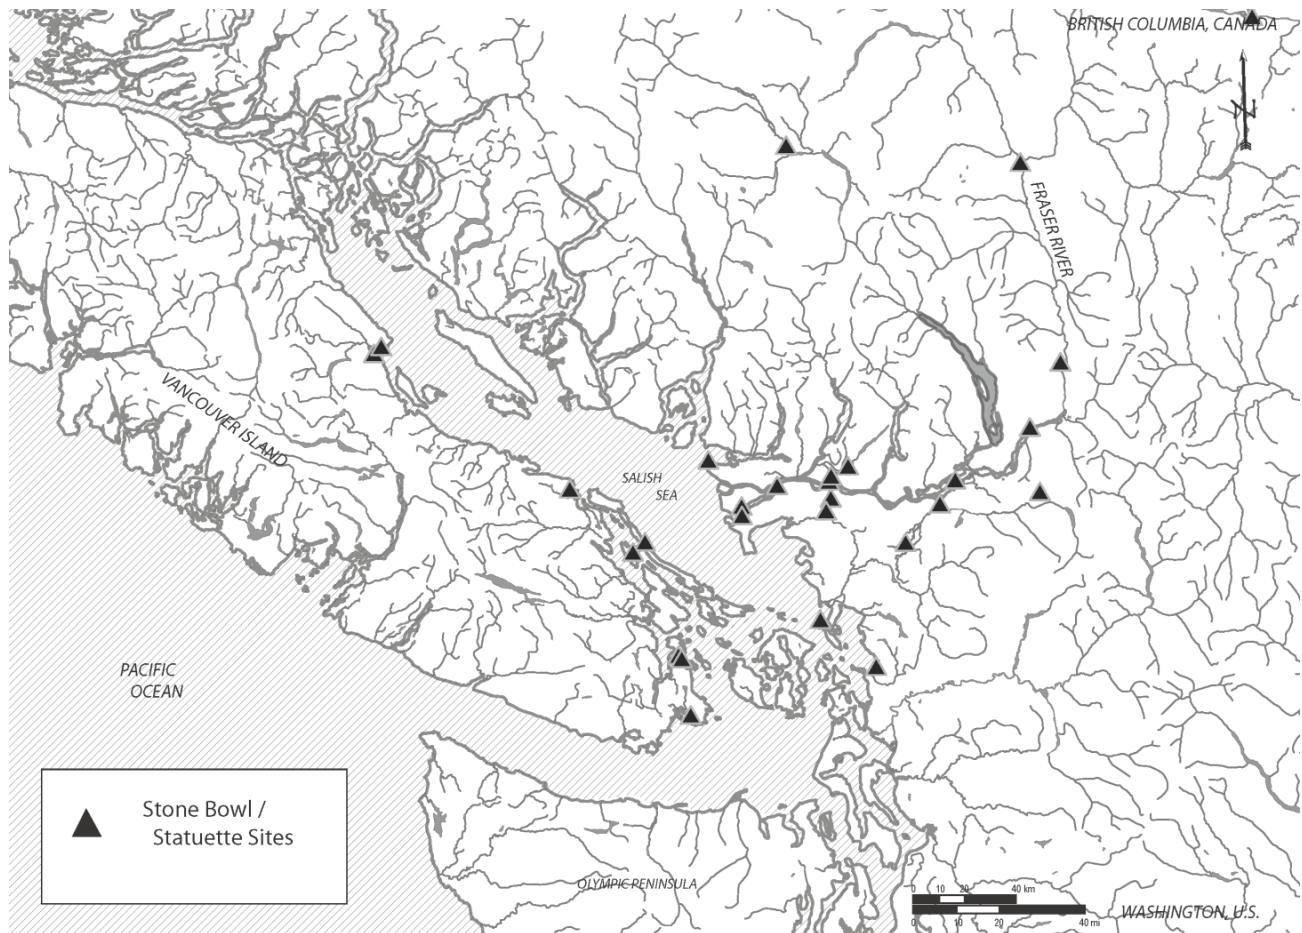 BRITISH COLUMBIA, CANADA
N
FRASER RIVER
VANCOUVER ISLAND
SALISH
SEA
PACIFIC
OCEAN
Stone Bowl /
Statuette Sites
OLYMPIC PENINSULA
0 10 20 40 km
0 10 20 40 mi
WASHINGTON, U.S.